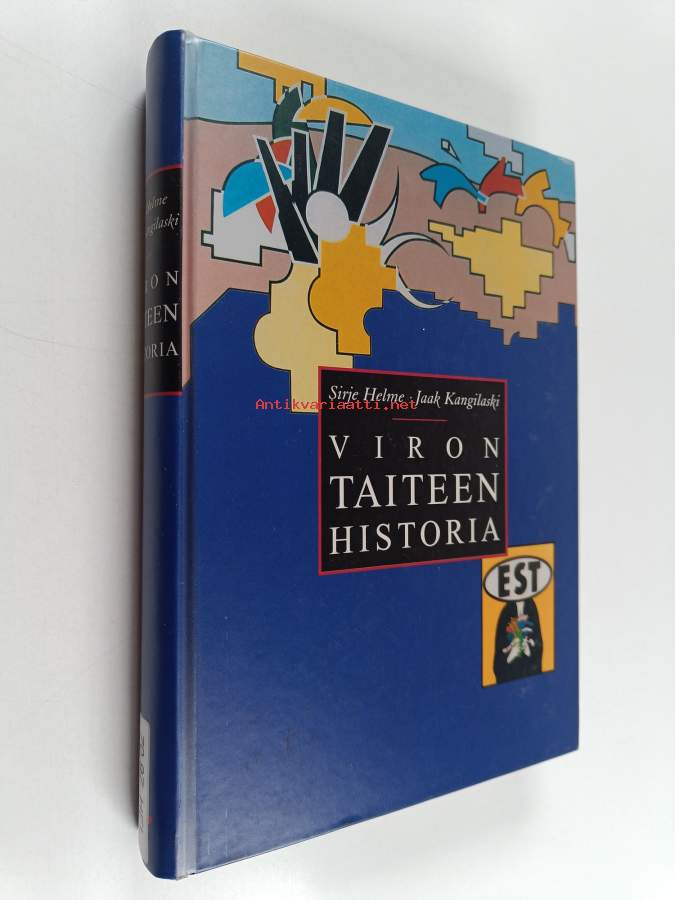 Sirje Helme · Jaak Kangilaski
Antikvariaatti.net
VIRON
TAITEEN
HISTORIA
EST